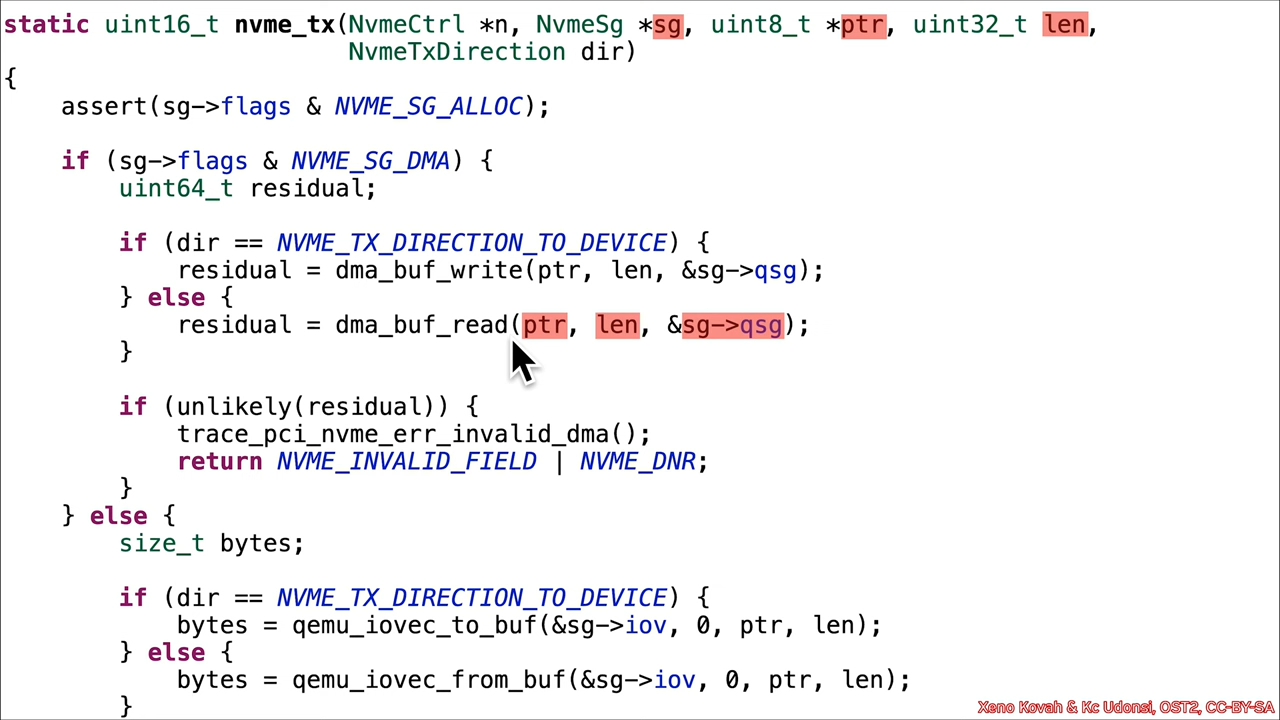 static uint16_t nvme_tx(NvmeCtrl *n, NvmeSg *sg, uint8_t *ptr, uint32_t len,
                        NvmeTxDirection dir)
{
    assert(sg->flags & NVME_SG_ALLOC);

    if (sg->flags & NVME_SG_DMA) {
        uint64_t residual;

        if (dir == NVME_TX_DIRECTION_TO_DEVICE) {
            residual = dma_buf_write(ptr, len, &sg->qsg);
        } else {
            residual = dma_buf_read(ptr, len, &sg->qsg);
        }

        if (unlikely(residual)) {
            trace_pci_nvme_err_invalid_dma();
            return NVME_INVALID_FIELD | NVME_DNR;
        }
    } else {
        size_t bytes;

        if (dir == NVME_TX_DIRECTION_TO_DEVICE) {
            bytes = qemu_iovec_to_buf(&sg->iov, 0, ptr, len);
        } else {
            bytes = qemu_iovec_from_buf(&sg->iov, 0, ptr, len);
        }
Xeno Kovah & Kc Udonsi, OST2, CC-BY-SA